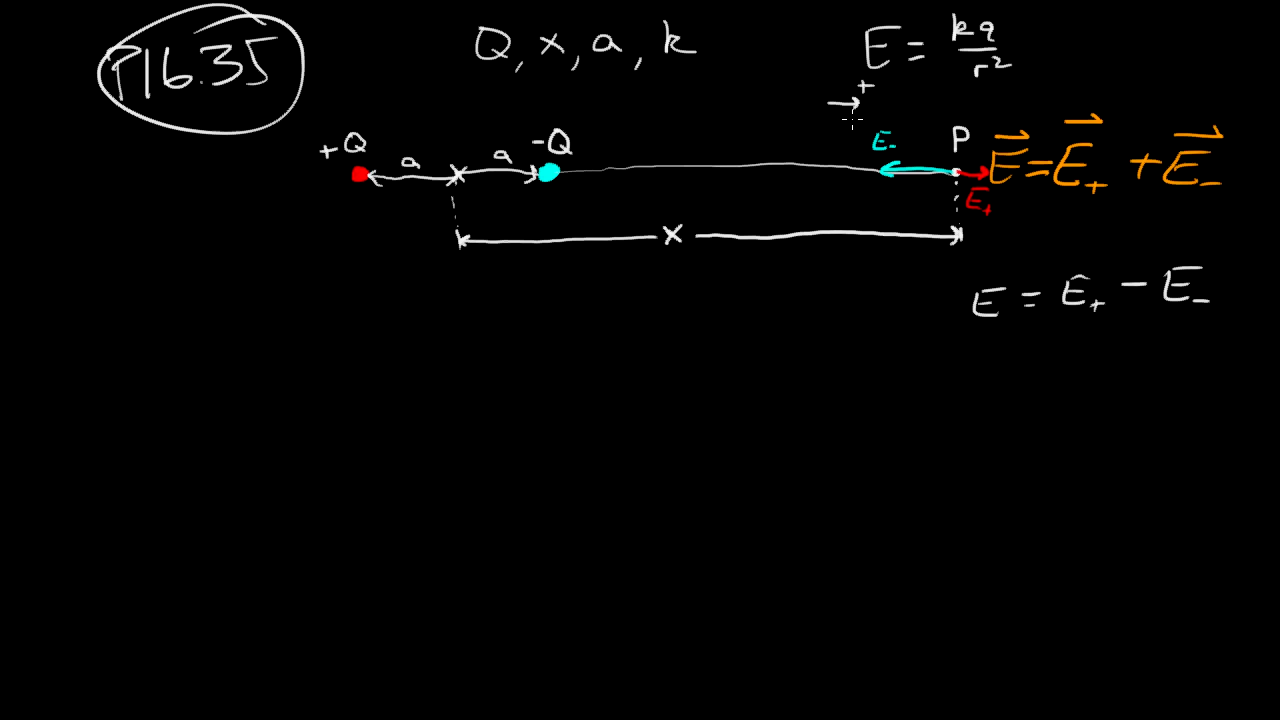 P16.35
Q, x, a, k
E = kq/r²
→+
+Q a a -Q E- P E+
E⃗ = E⃗+ + E⃗-
x
E = E+ - E-